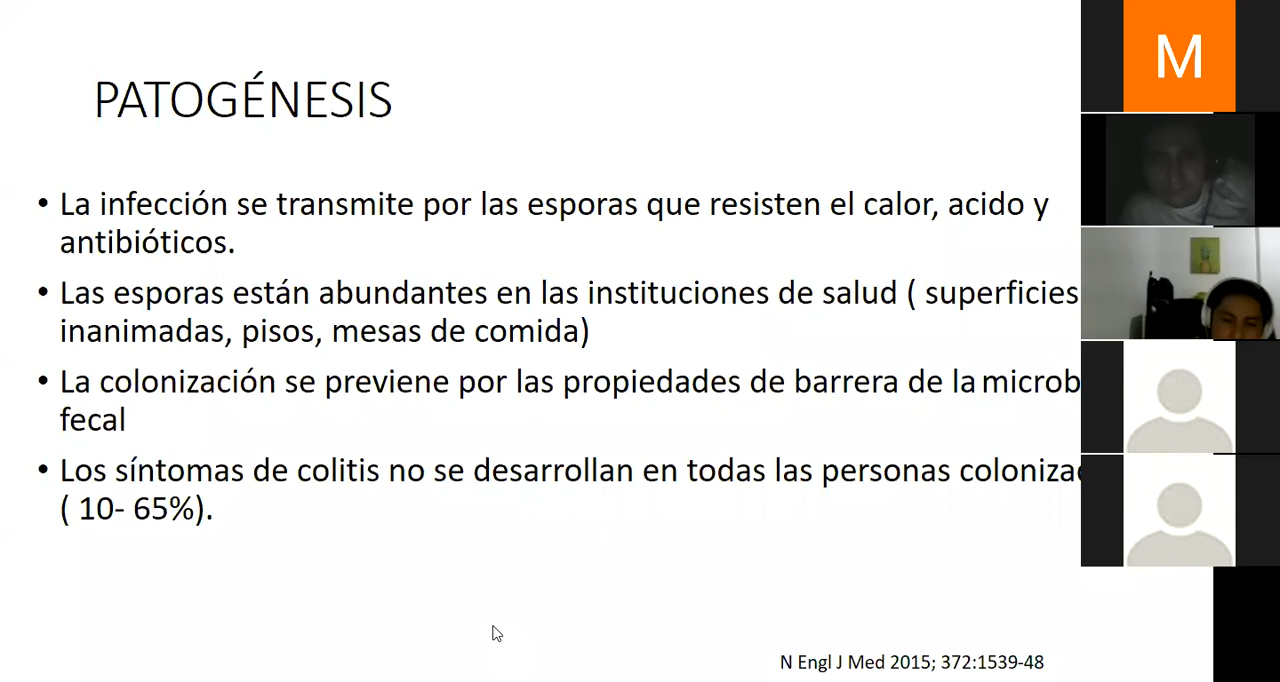 PATOGÉNESIS
• La infección se transmite por las esporas que resisten el calor, acido y
antibióticos.
• Las esporas están abundantes en las instituciones de salud ( superficies
inanimadas, pisos, mesas de comida)
• La colonización se previene por las propiedades de barrera de la
fecal
• Los síntomas de colitis no se desarrollan en todas las personas
( 10- 65%).
N Engl J Med 2015; 372:1539-48
M